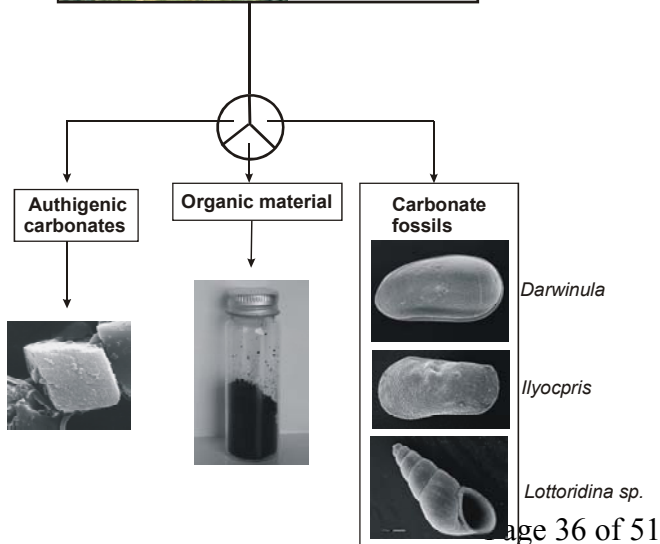 Authigenic
carbonates
Organic material
Carbonate
fossils
Darwinula
Ilyocpris
Lottoridina sp.
age 36 of 51